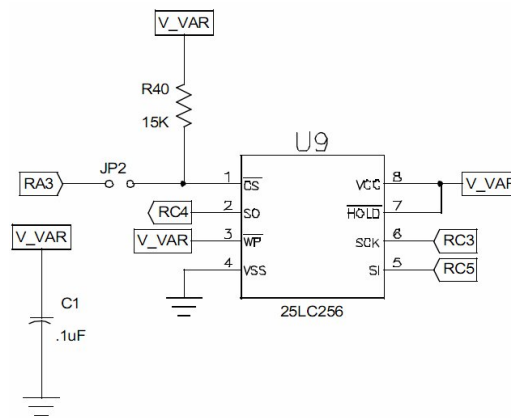 V_VAR
R40
15K
U9
JP2
RA3
1 CS VCC 8 V_VAR
RC4 2 SO HOLD 7
V_VAR 3 WP SCK 6 RC3
4 VSS SI 5 RC5
V_VAR
25LC256
C1
.1uF